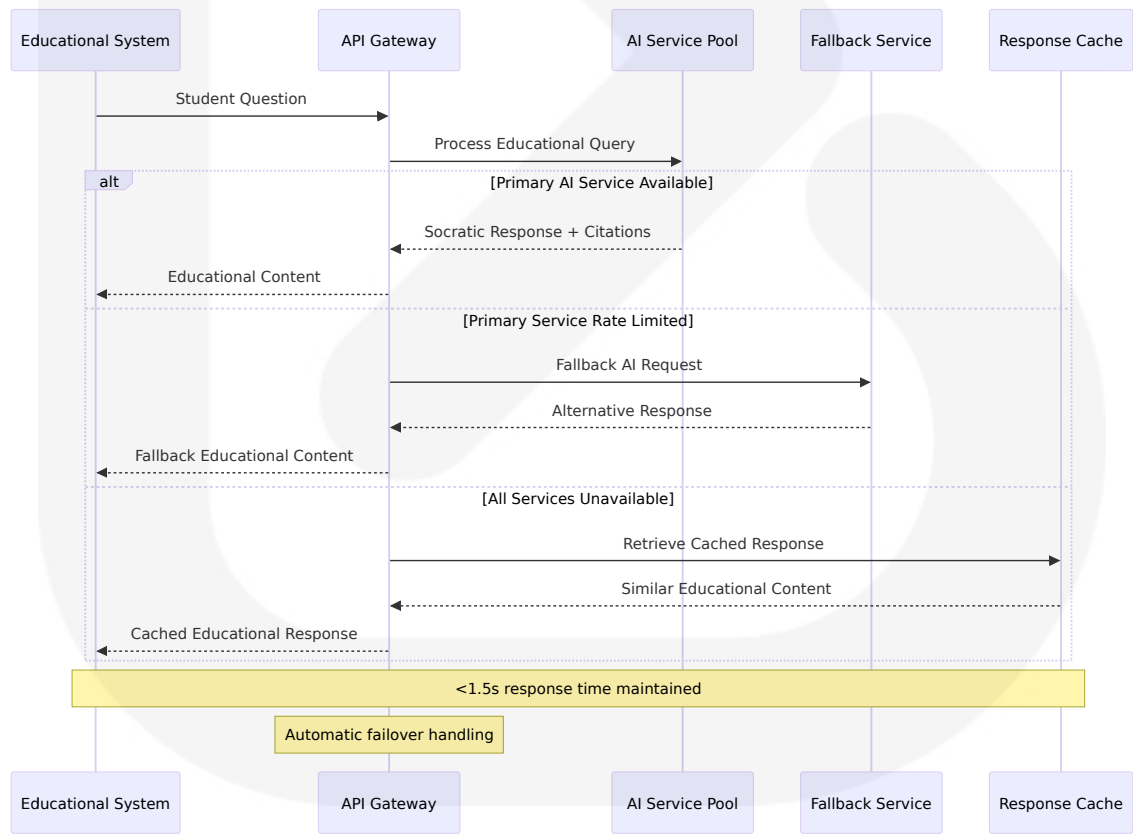 Educational System
API Gateway
AI Service Pool
Fallback Service
Response Cache
Student Question
Process Educational Query
alt
[Primary AI Service Available]
Socratic Response + Citations
Educational Content
[Primary Service Rate Limited]
Fallback AI Request
Alternative Response
Fallback Educational Content
[All Services Unavailable]
Retrieve Cached Response
Similar Educational Content
Cached Educational Response
<1.5s response time maintained
Automatic failover handling
Educational System
API Gateway
AI Service Pool
Fallback Service
Response Cache